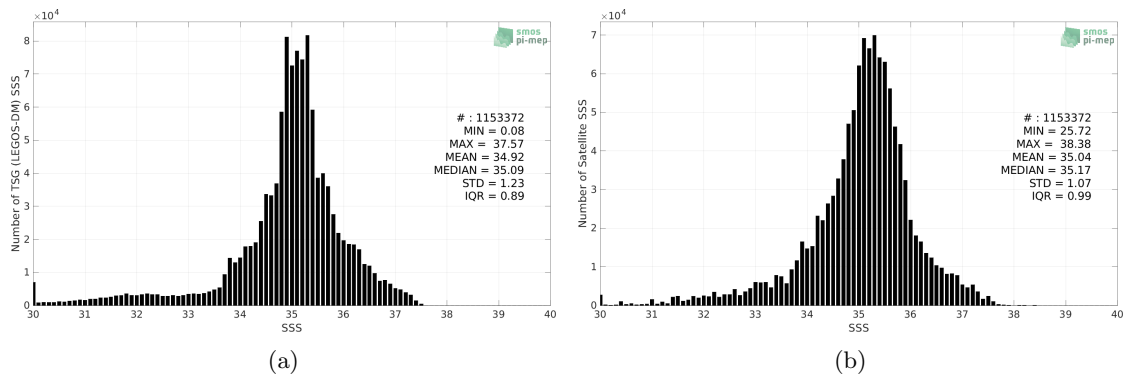 ×10⁴
smos
pi-mep
Number of TSG (LEGOS-DM) SSS
8
7
6
5
4
3
2
1
0
# : 1153372
MIN = 0.08
MAX = 37.57
MEAN = 34.92
MEDIAN = 35.09
STD = 1.23
IQR = 0.89
30 31 32 33 34 35 36 37 38 39 40
SSS
(a)
×10⁴
smos
pi-mep
Number of Satellite SSS
7
6
5
4
3
2
1
0
# : 1153372
MIN = 25.72
MAX = 38.38
MEAN = 35.04
MEDIAN = 35.17
STD = 1.07
IQR = 0.99
30 31 32 33 34 35 36 37 38 39 40
SSS
(b)